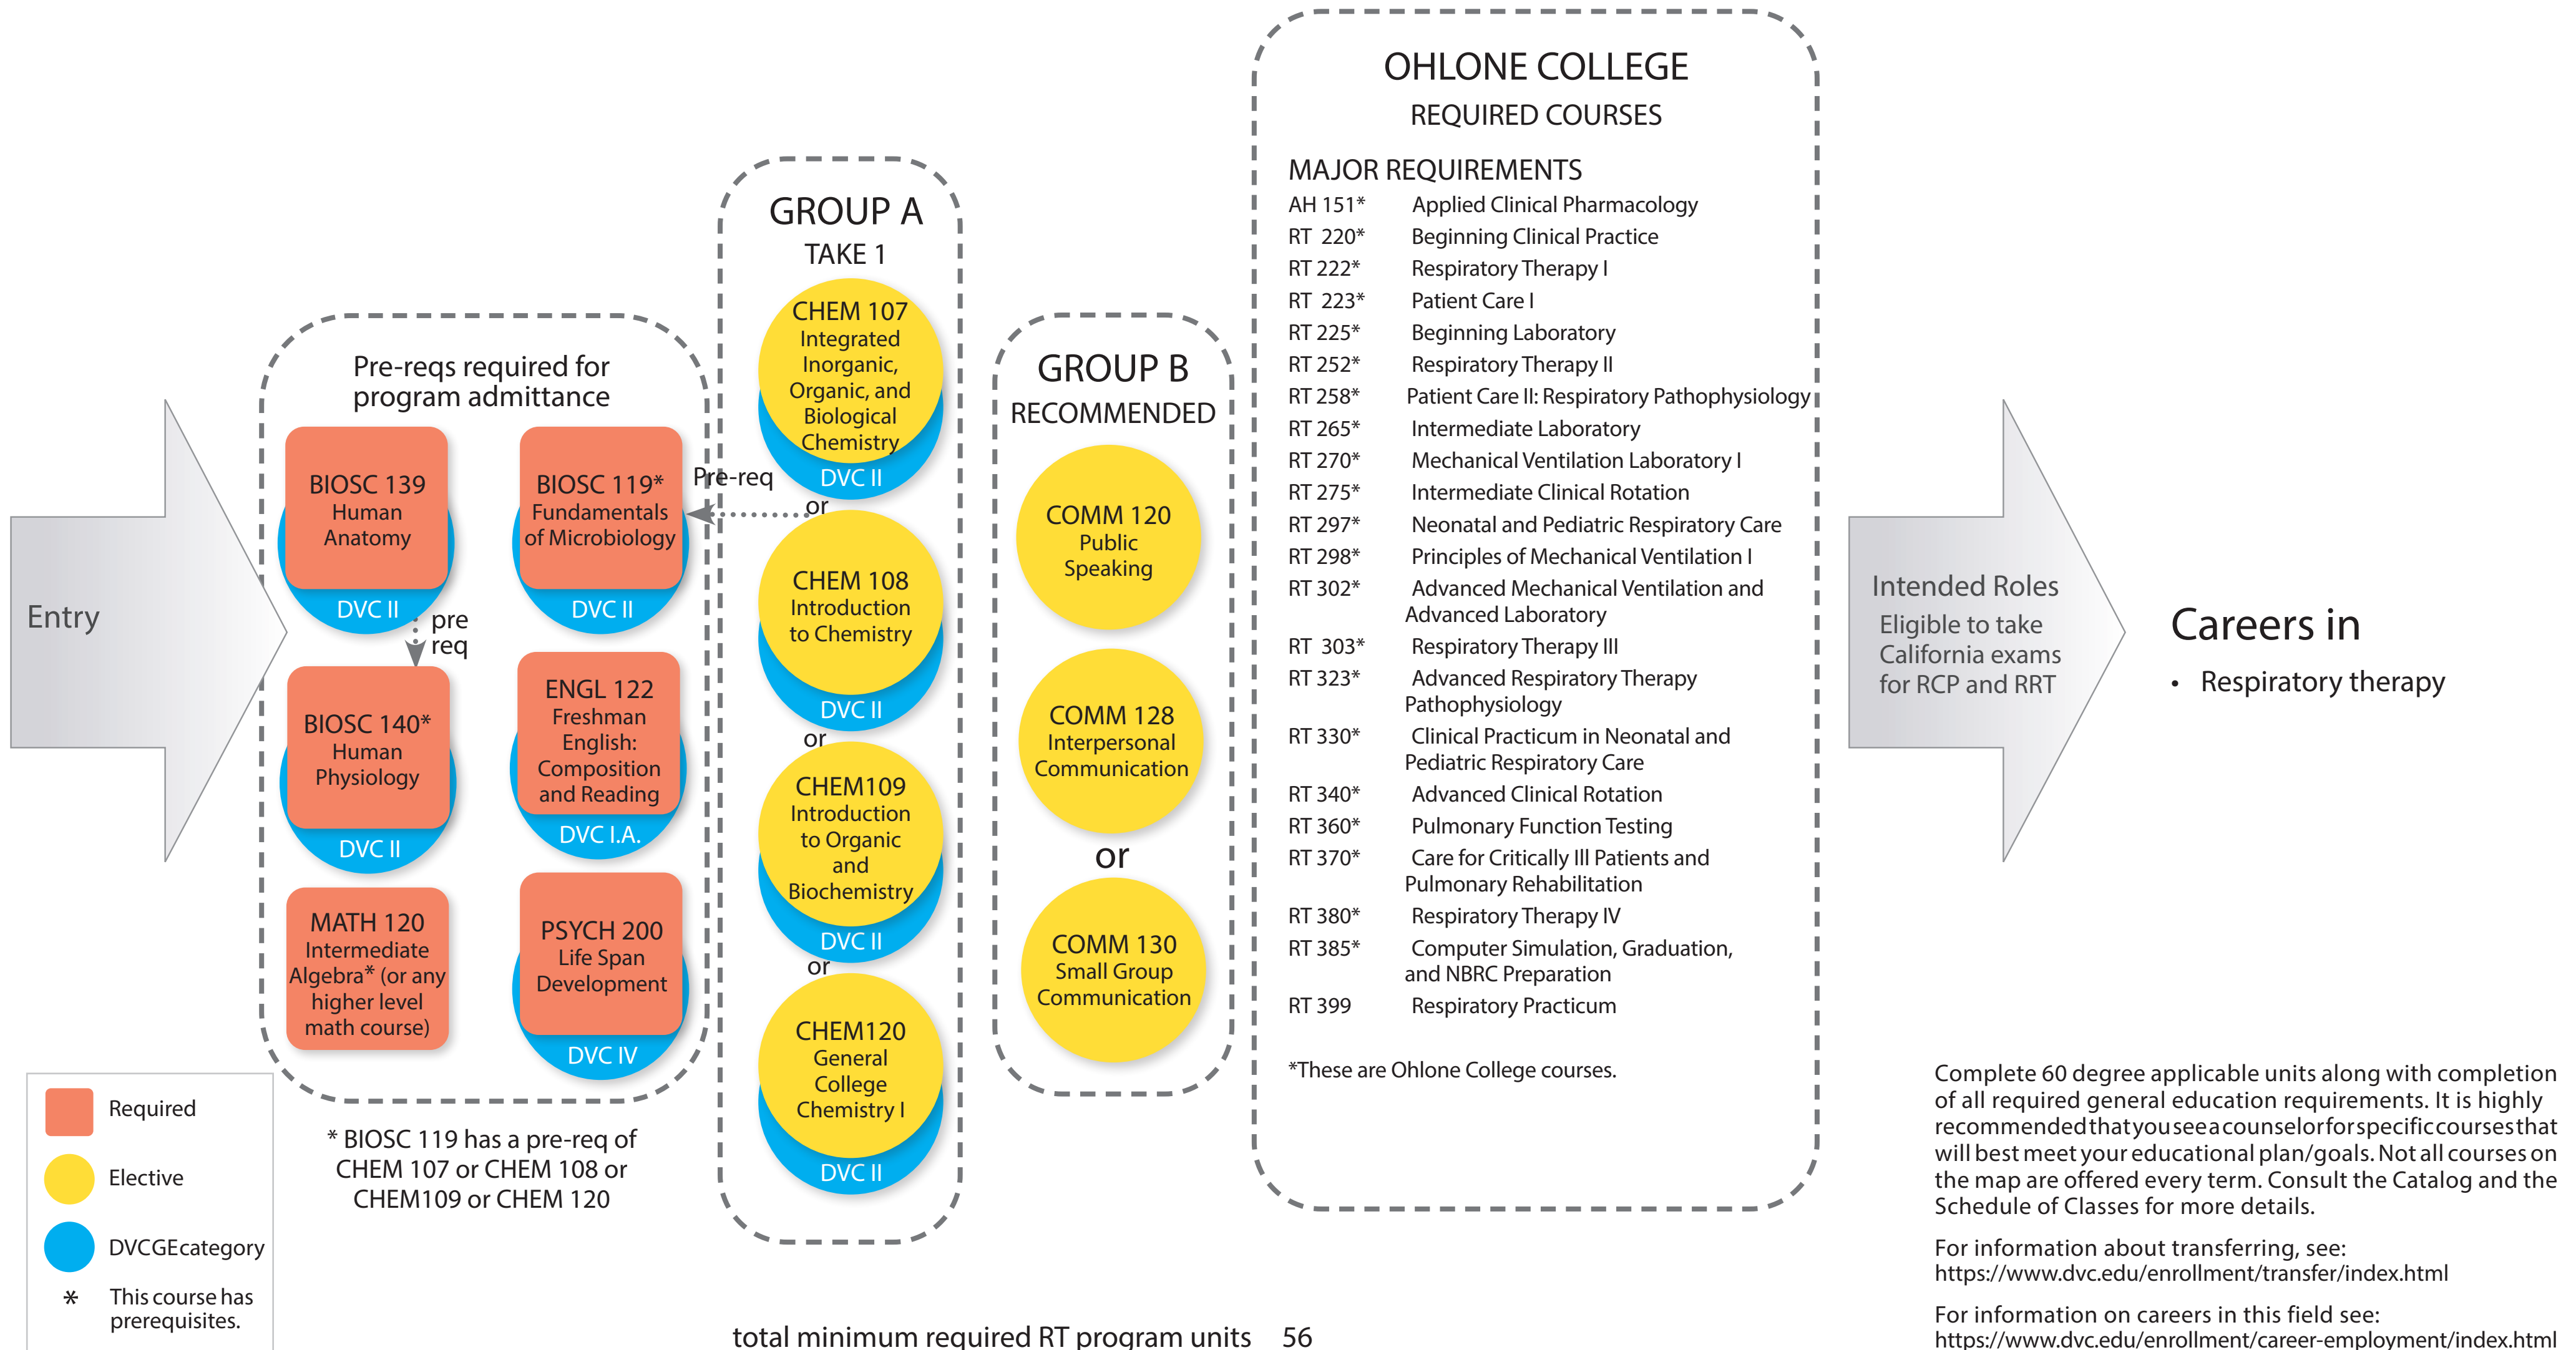 Entry
Pre-reqs required for
program admittance
BIOSC 139
Human
Anatomy
DVC II
BIOSC 119*
Fundamentals
of Microbiology
DVC II
pre
req
BIOSC 140*
Human
Physiology
DVC II
ENGL 122
Freshman
English:
Composition
and Reading
DVC I.A.
MATH 120
Intermediate
Algebra* (or any
higher level
math course)
PSYCH 200
Life Span
Development
DVC IV
* BIOSC 119 has a pre-req of
CHEM 107 or CHEM 108 or
CHEM109 or CHEM 120
Required
Elective
DVCGEcategory
* This course has
prerequisites.
GROUP A
TAKE 1
CHEM 107
Integrated
Inorganic,
Organic, and
Biological
Chemistry
DVC II
Pre-req
or
CHEM 108
Introduction
to Chemistry
DVC II
or
CHEM109
Introduction
to Organic
and
Biochemistry
DVC II
or
CHEM120
General
College
Chemistry I
DVC II
GROUP B
RECOMMENDED
COMM 120
Public
Speaking
COMM 128
Interpersonal
Communication
or
COMM 130
Small Group
Communication
OHLONE COLLEGE
REQUIRED COURSES
MAJOR REQUIREMENTS
AH 151* Applied Clinical Pharmacology
RT 220* Beginning Clinical Practice
RT 222* Respiratory Therapy I
RT 223* Patient Care I
RT 225* Beginning Laboratory
RT 252* Respiratory Therapy II
RT 258* Patient Care II: Respiratory Pathophysiology
RT 265* Intermediate Laboratory
RT 270* Mechanical Ventilation Laboratory I
RT 275* Intermediate Clinical Rotation
RT 297* Neonatal and Pediatric Respiratory Care
RT 298* Principles of Mechanical Ventilation I
RT 302* Advanced Mechanical Ventilation and
Advanced Laboratory
RT 303* Respiratory Therapy III
RT 323* Advanced Respiratory Therapy
Pathophysiology
RT 330* Clinical Practicum in Neonatal and
Pediatric Respiratory Care
RT 340* Advanced Clinical Rotation
RT 360* Pulmonary Function Testing
RT 370* Care for Critically Ill Patients and
Pulmonary Rehabilitation
RT 380* Respiratory Therapy IV
RT 385* Computer Simulation, Graduation,
and NBRC Preparation
RT 399 Respiratory Practicum
*These are Ohlone College courses.
Intended Roles
Eligible to take
California exams
for RCP and RRT
Careers in
• Respiratory therapy
Complete 60 degree applicable units along with completion
of all required general education requirements. It is highly
recommendedthatyouseeacounselorforspecificcoursesthat
will best meet your educational plan/goals. Not all courses on
the map are offered every term. Consult the Catalog and the
Schedule of Classes for more details.
For information about transferring, see:
https://www.dvc.edu/enrollment/transfer/index.html
For information on careers in this field see:
https://www.dvc.edu/enrollment/career-employment/index.html
total minimum required RT program units 56